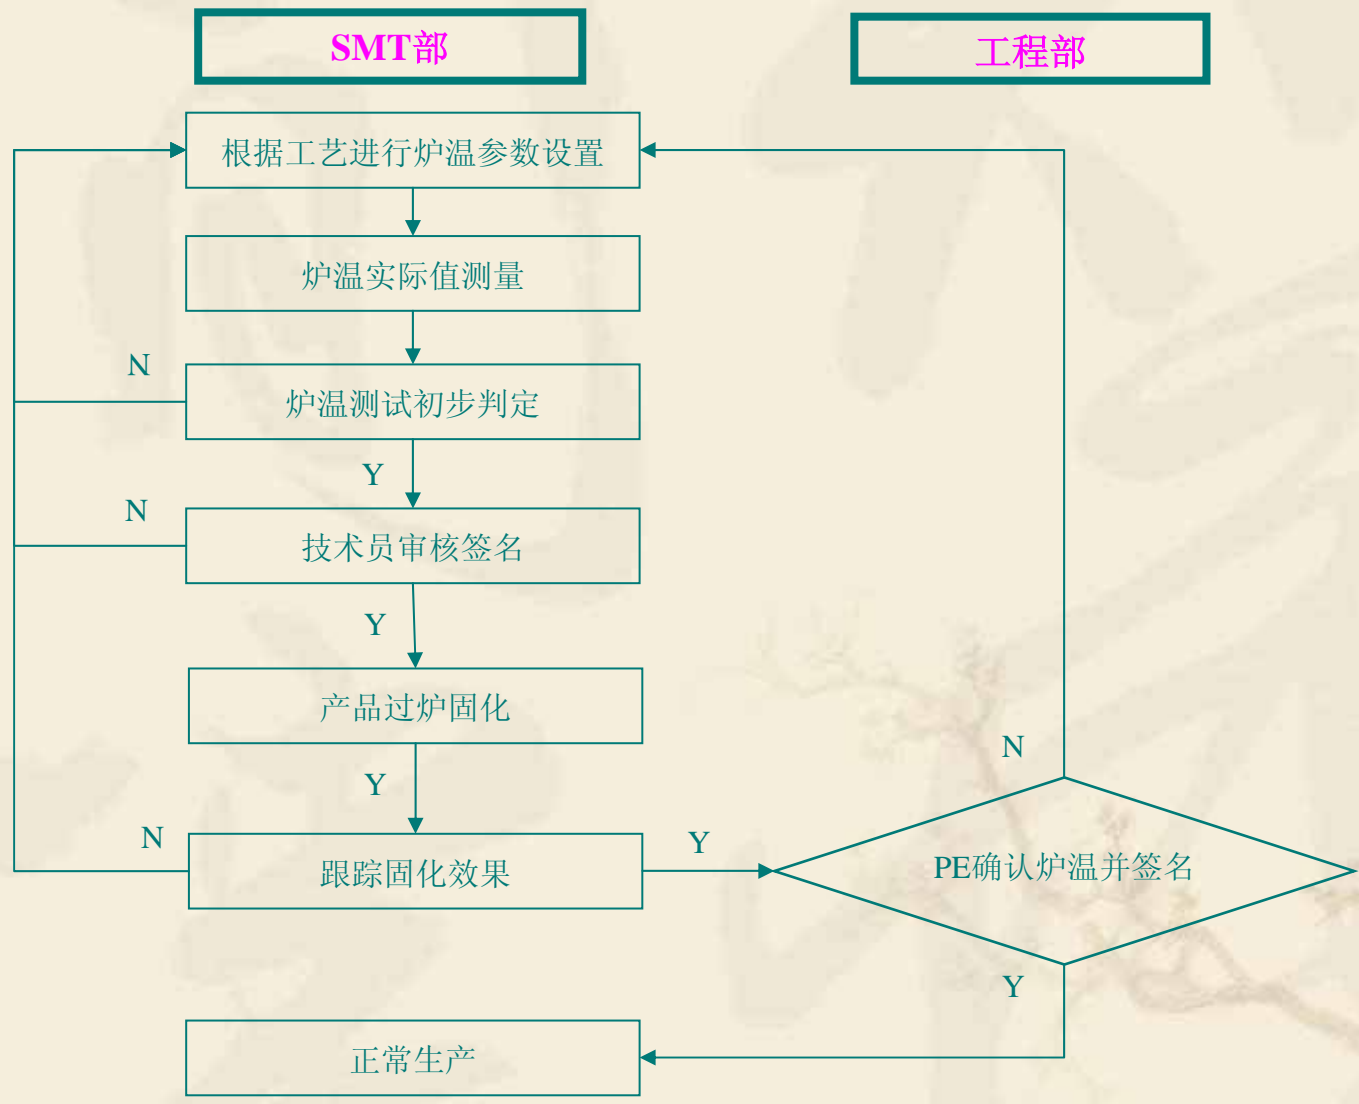 SMT部
工程部
根据工艺进行炉温参数设置
炉温实际值测量
N
炉温测试初步判定
Y
N
技术员审核签名
Y
产品过炉固化
N
Y
N
Y
跟踪固化效果
PE确认炉温并签名
Y
正常生产